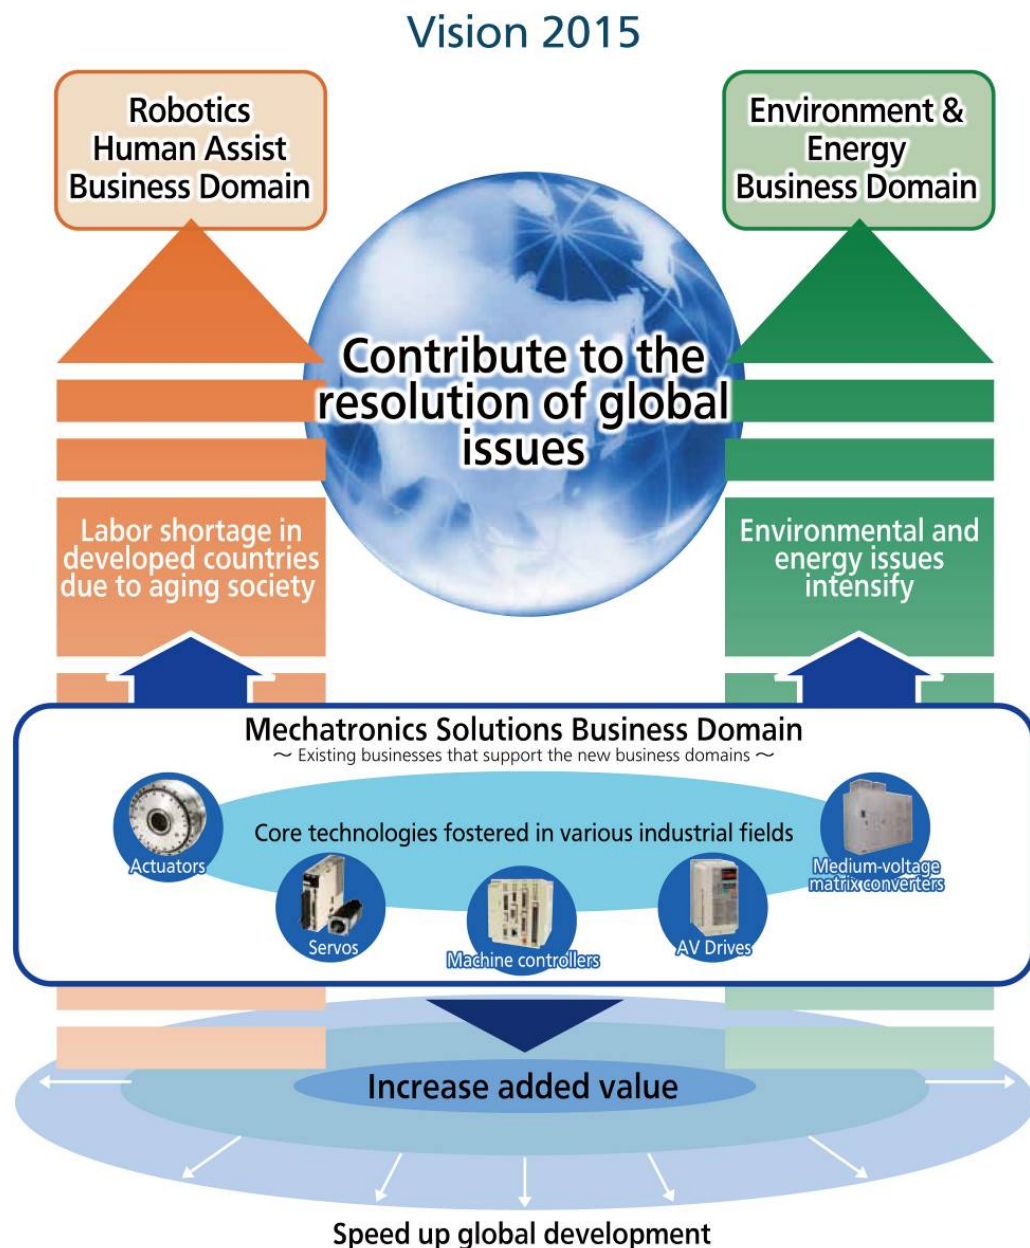 Vision 2015
Robotics
Human Assist
Business Domain
Environment &
Energy
Business Domain
Contribute to the
resolution of global
issues
Labor shortage in
developed countries
due to aging society
Environmental and
energy issues
intensify
Mechatronics Solutions Business Domain
～ Existing businesses that support the new business domains ～
Core technologies fostered in various industrial fields
Actuators
Servos
Machine controllers
AV Drives
Medium-voltage
matrix converters
Increase added value
Speed up global development